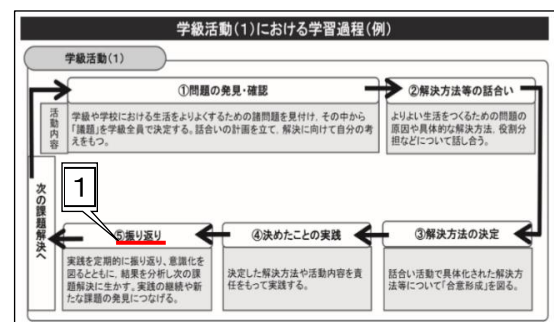 学級活動(1)における学習過程(例)
学級活動(1)
①問題の発見・確認
②解決方法等の話合い
活動内容
学級や学校における生活をよりよくするための諸問題を見付け,その中から
「議題」を学級全員で決定する。話合いの計画を立て,解決に向けて自分の考
えをもつ。
よりよい生活をつくるための問題の
原因や具体的な解決方法,役割分
担などについて話し合う。
次の課題解決へ
1
⑤振り返り
④決めたことの実践
③解決方法の決定
実践を定期的に振り返り,意識化を
図るとともに,結果を分析し次の課
題解決に生かす。実践の継続や新
たな課題の発見につなげる。
決定した解決方法や活動内容を責
任をもって実践する。
話合い活動で具体化された解決方
法等について「合意形成」を図る。